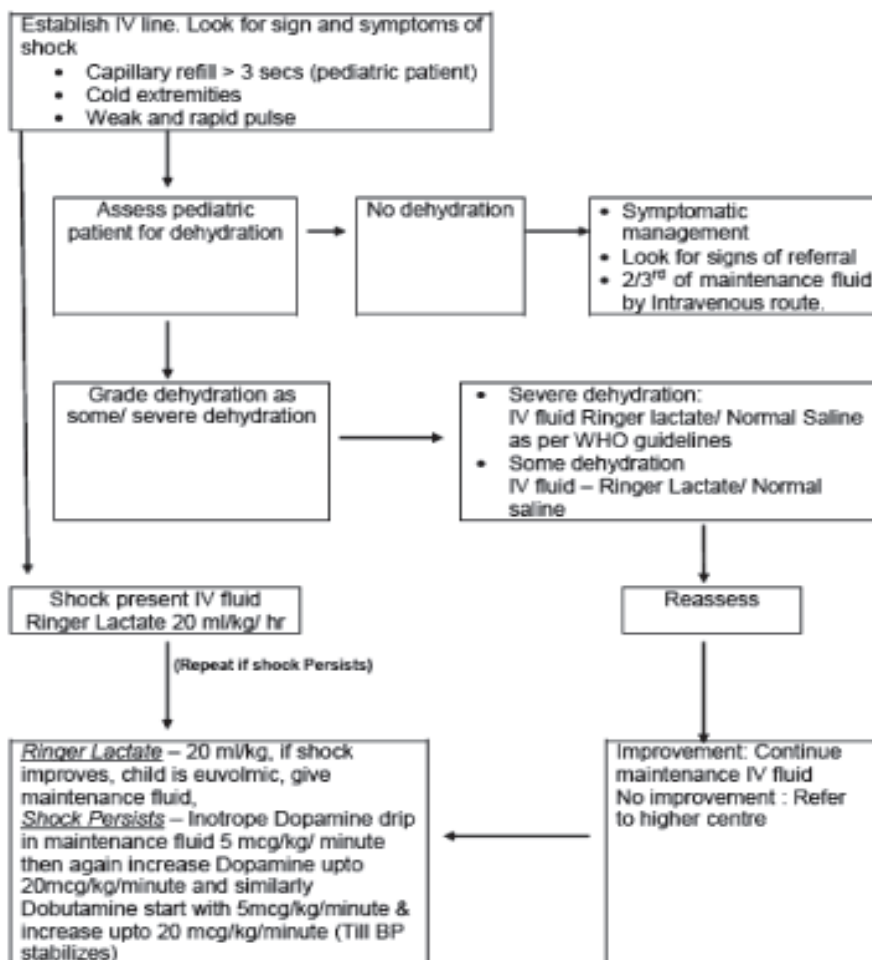 Establish IV line. Look for sign and symptoms of
shock
• Capillary refill > 3 secs (pediatric patient)
• Cold extremities
• Weak and rapid pulse
Assess pediatric
patient for dehydration
No dehydration
• Symptomatic
management
• Look for signs of referral
• 2/3rd of maintenance fluid
by Intravenous route.
Grade dehydration as
some/ severe dehydration
• Severe dehydration:
IV fluid Ringer lactate/ Normal Saline
as per WHO guidelines
• Some dehydration
IV fluid – Ringer Lactate/ Normal
saline
Shock present IV fluid
Ringer Lactate 20 ml/kg/ hr
Reassess
(Repeat if shock Persists)
Ringer Lactate – 20 ml/kg, if shock
improves, child is euvolmic, give
maintenance fluid,
Shock Persists – Inotrope Dopamine drip
in maintenance fluid 5 mcg/kg/ minute
then again increase Dopamine upto
20mcg/kg/minute and similarly
Dobutamine start with 5mcg/kg/minute &
increase upto 20 mcg/kg/minute (Till BP
stabilizes)
Improvement: Continue
maintenance IV fluid
No improvement : Refer
to higher centre